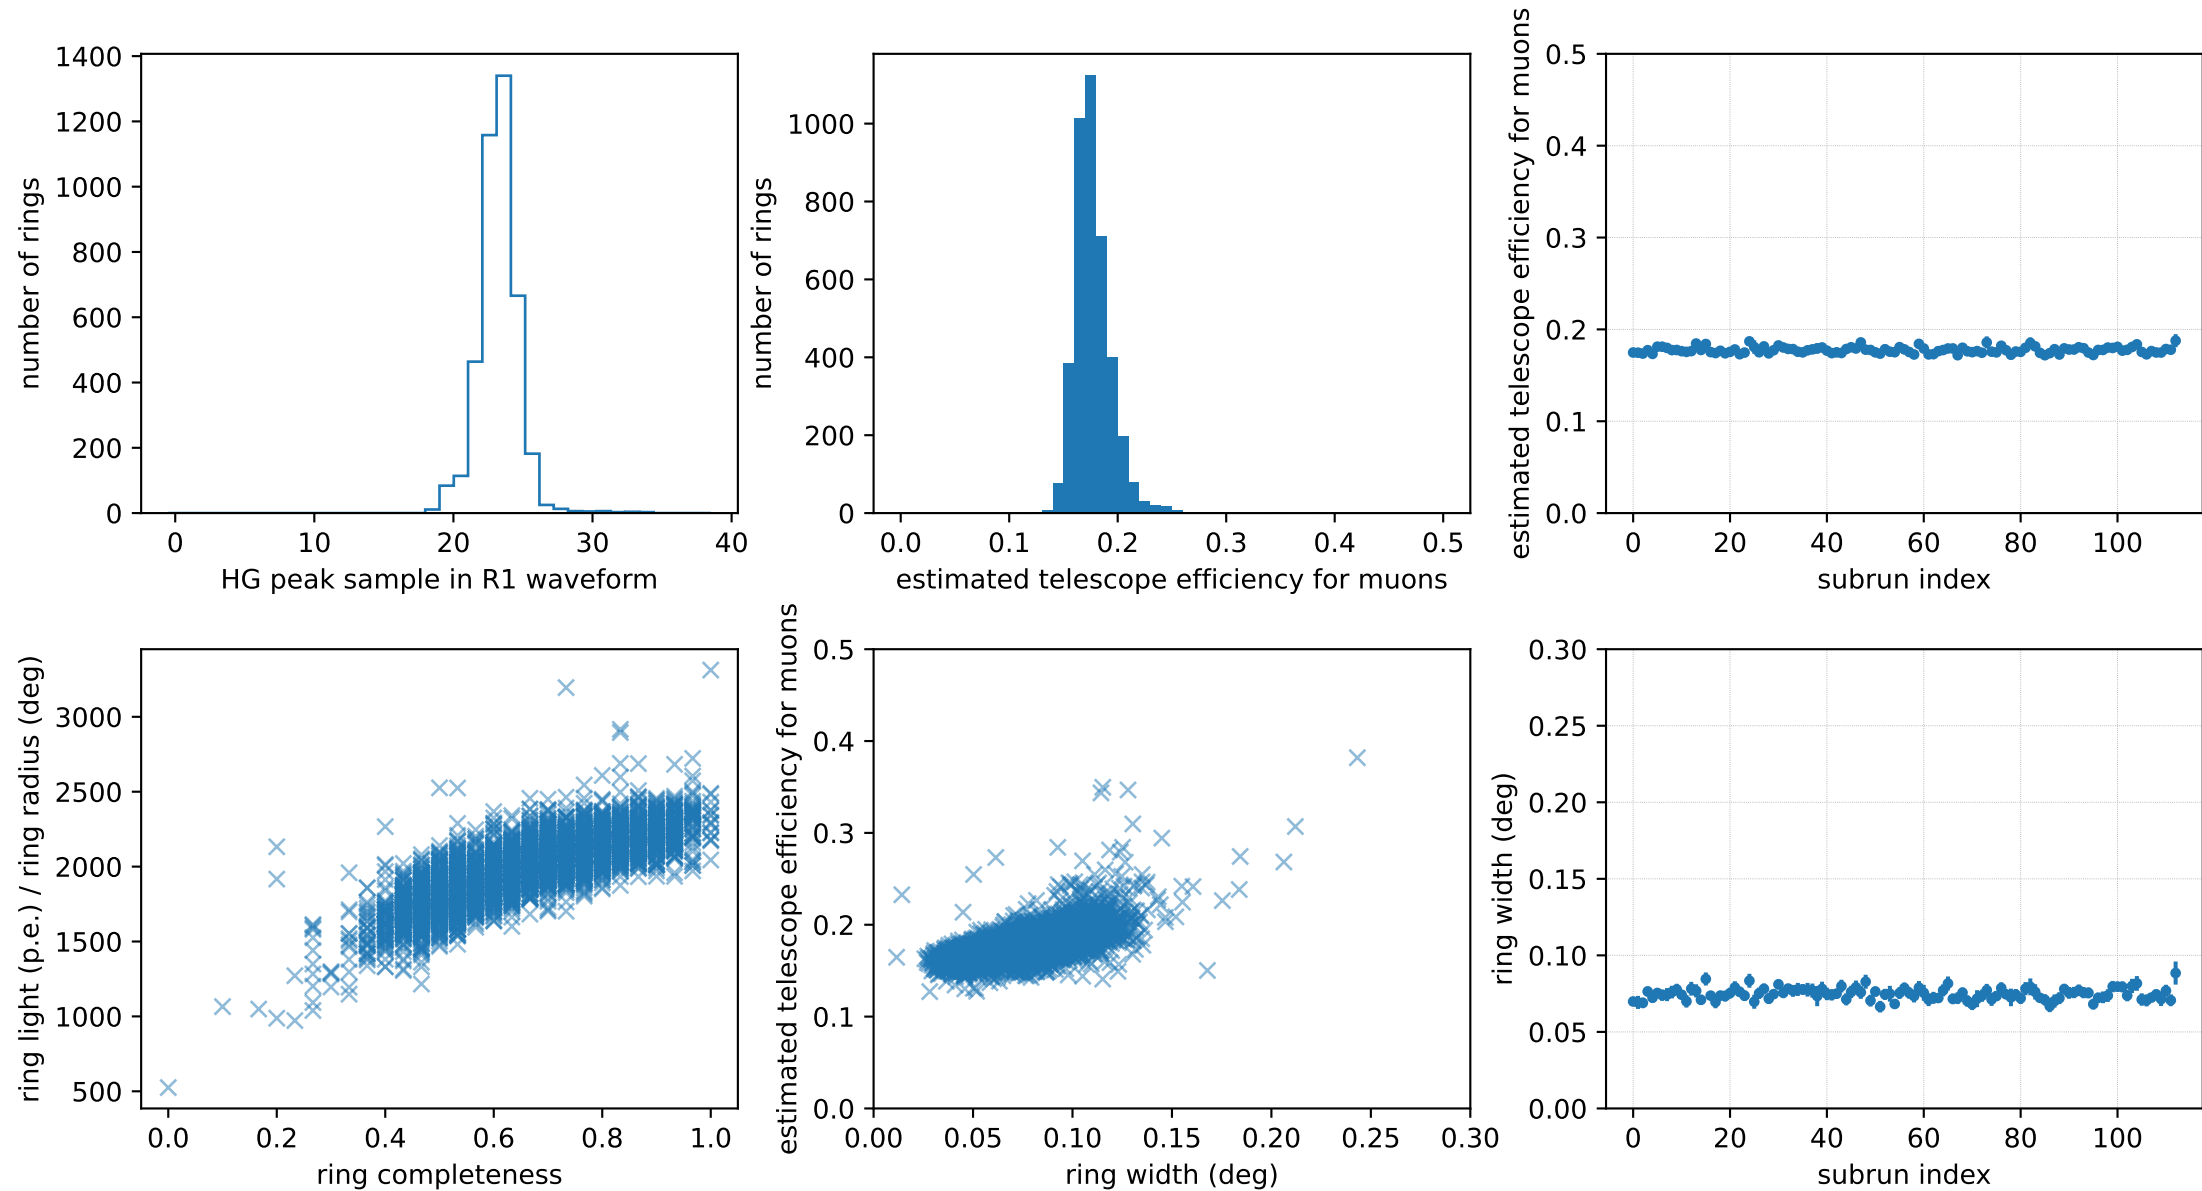 number of rings
1400
1200
1000
800
600
400
200
0
0 10 20 30 40
HG peak sample in R1 waveform
number of rings
1000
800
600
400
200
0
0.0 0.1 0.2 0.3 0.4 0.5
estimated telescope efficiency for muons
estimated telescope efficiency for muons
0.5
0.4
0.3
0.2
0.1
0.0
0 20 40 60 80 100
subrun index
ring light (p.e.) / ring radius (deg)
3000
2500
2000
1500
1000
500
0.0 0.2 0.4 0.6 0.8 1.0
ring completeness
estimated telescope efficiency for muons
0.5
0.4
0.3
0.2
0.1
0.0
0.00 0.05 0.10 0.15 0.20 0.25 0.30
ring width (deg)
ring width (deg)
0.30
0.25
0.20
0.15
0.10
0.05
0.00
0 20 40 60 80 100
subrun index